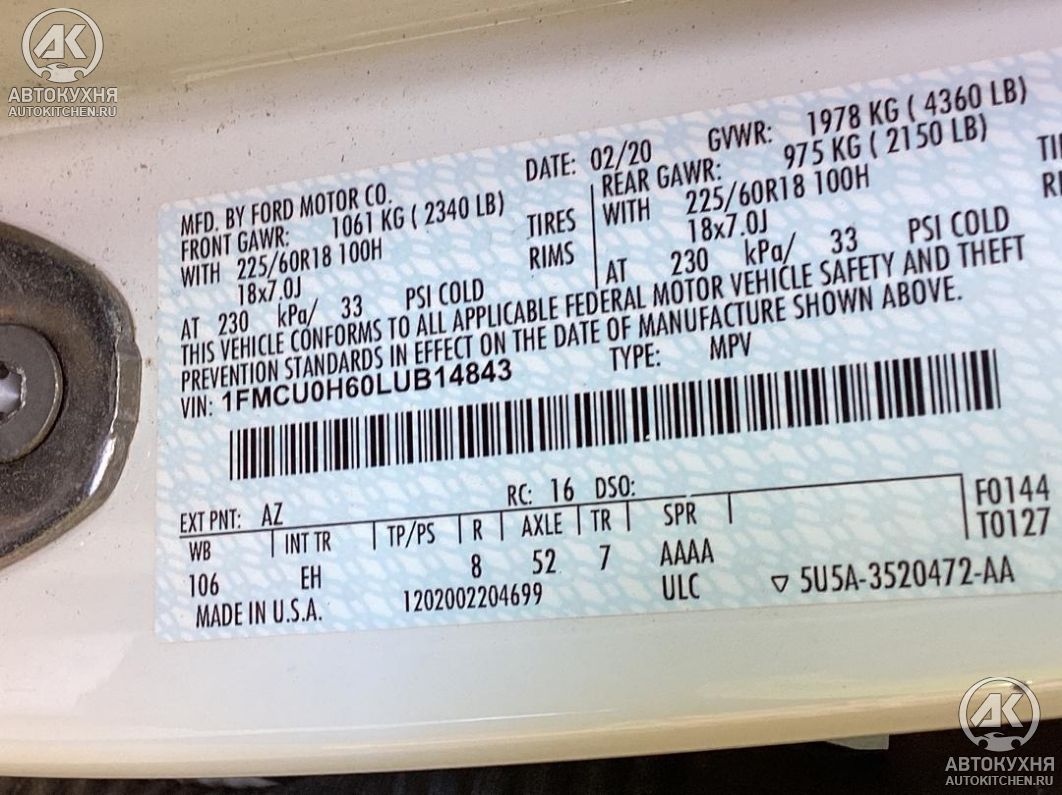 АК
АВТОКУХНЯ
AUTOKITCHEN.RU
MFD. BY FORD MOTOR CO.
DATE: 02/20 GVWR: 1978 KG ( 4360 LB)
FRONT GAWR: 1061 KG ( 2340 LB)
REAR GAWR: 975 KG ( 2150 LB)
WITH 225/60R18 100H TIRES
WITH 225/60R18 100H
18x7.0J RIMS
18x7.0J
AT 230 kPa/ 33 PSI COLD
AT 230 kPa/ 33 PSI COLD
THIS VEHICLE CONFORMS TO ALL APPLICABLE FEDERAL MOTOR VEHICLE SAFETY AND THEFT
PREVENTION STANDARDS IN EFFECT ON THE DATE OF MANUFACTURE SHOWN ABOVE.
VIN: 1FMCU0H60LUB14843 TYPE: MPV
EXT PNT: AZ RC: 16 DSO:
F0144
WB INT TR TP/PS R AXLE TR SPR
T0127
106 EH 8 52 7 AAAA
MADE IN U.S.A. 1202002204699 ULC 5U5A-3520472-AA
АК
АВТОКУХНЯ
AUTOKITCHEN.RU